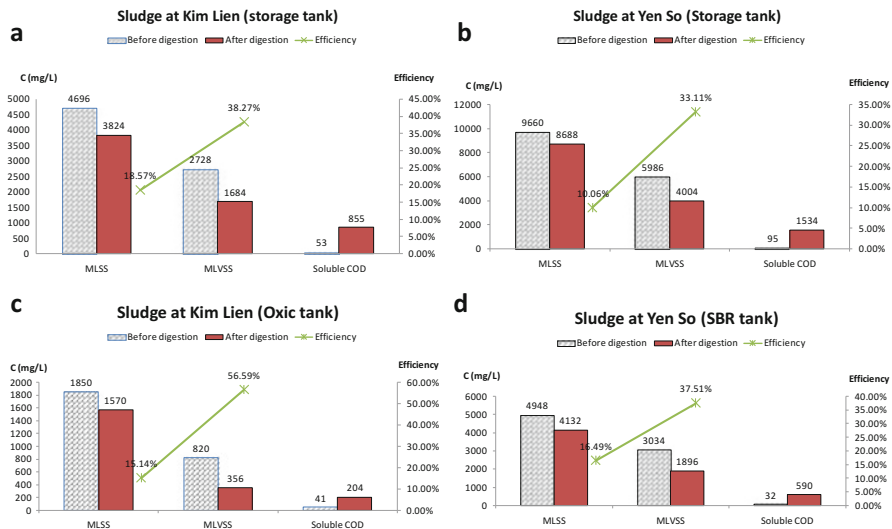 a
Sludge at Kim Lien (storage tank)
Before digestion After digestion Efficiency
C (mg/L) Efficiency
5000 4500 4000 3500 3000 2500 2000 1500 1000 500 0
4696 3824 2728 1684 53 855
18.57% 38.27%
45.00% 40.00% 35.00% 30.00% 25.00% 20.00% 15.00% 10.00% 5.00% 0.00%
MLSS MLVSS Soluble COD
b
Sludge at Yen So (Storage tank)
Before digestion After digestion Efficiency
C (mg/L) Efficiency
12000 10000 8000 6000 4000 2000 0
9660 8688 5986 4004 95 1534
10.06% 33.11%
35.00% 30.00% 25.00% 20.00% 15.00% 10.00% 5.00% 0.00%
MLSS MLVSS Soluble COD
c
Sludge at Kim Lien (Oxic tank)
Before digestion After digestion Efficiency
C (mg/L) Efficiency
2000 1800 1600 1400 1200 1000 800 600 400 200 0
1850 1570 820 356 41 204
15.14% 56.59%
60.00% 50.00% 40.00% 30.00% 20.00% 10.00% 0.00%
MLSS MLVSS Soluble COD
d
Sludge at Yen So (SBR tank)
Before digestion After digestion Efficiency
C (mg/L) Efficiency
6000 5000 4000 3000 2000 1000 0
4948 4132 3034 1896 32 590
16.49% 37.51%
40.00% 35.00% 30.00% 25.00% 20.00% 15.00% 10.00% 5.00% 0.00%
MLSS MLVSS Soluble COD